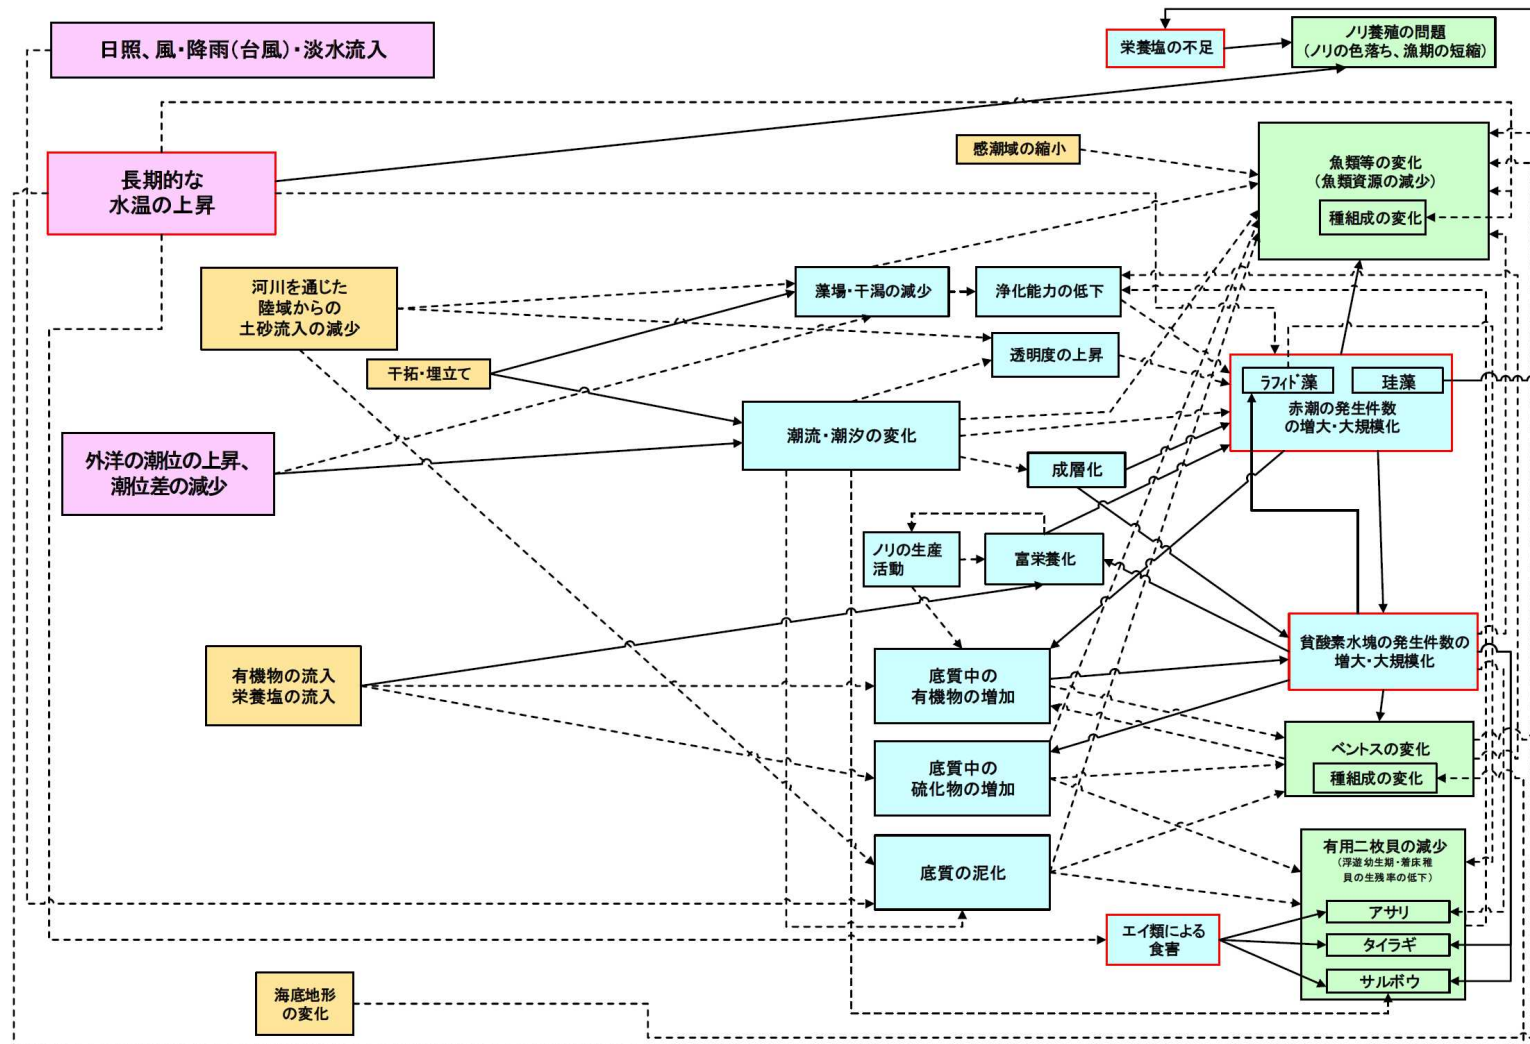 日照、風・降雨(台風)・淡水流入
栄養塩の不足
ノリ養殖の問題
(ノリの色落ち、漁期の短縮)
長期的な
水温の上昇
感潮域の縮小
魚類等の変化
(魚類資源の減少)
種組成の変化
河川を通じた
陸域からの
土砂流入の減少
藻場・干潟の減少
浄化能力の低下
透明度の上昇
干拓・埋立て
ラフィド藻
珪藻
赤潮の発生件数
の増大・大規模化
潮流・潮汐の変化
外洋の潮位の上昇、
潮位差の減少
成層化
ノリの生産
活動
富栄養化
有機物の流入
栄養塩の流入
底質中の
有機物の増加
貧酸素水塊の発生件数の
増大・大規模化
底質中の
硫化物の増加
ベントスの変化
種組成の変化
底質の泥化
有用二枚貝の減少
(浮遊幼生期・着床稚
貝の生残率の低下)
アサリ
タイラギ
サルボウ
エイ類による
食害
海底地形
の変化